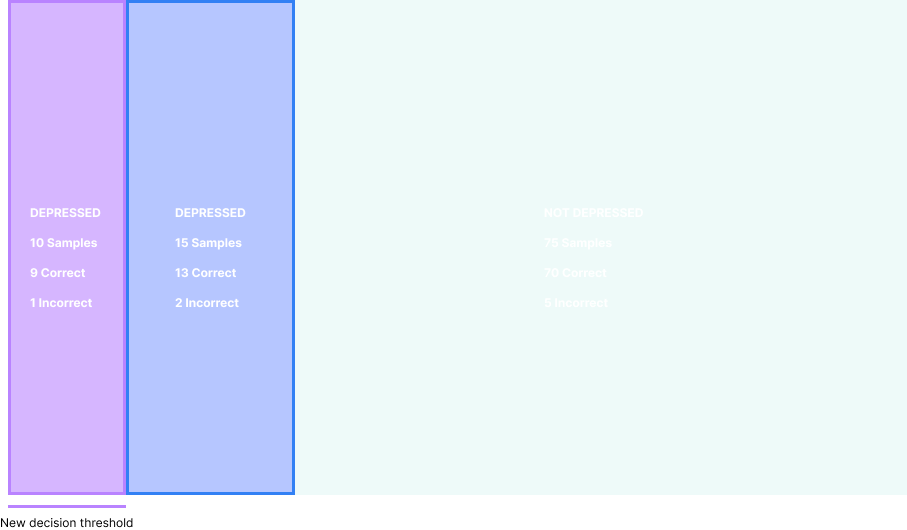 DEPRESSED
10 Samples
9 Correct
1 Incorrect
DEPRESSED
15 Samples
13 Correct
2 Incorrect
NOT DEPRESSED
75 Samples
70 Correct
5 Incorrect
New decision threshold